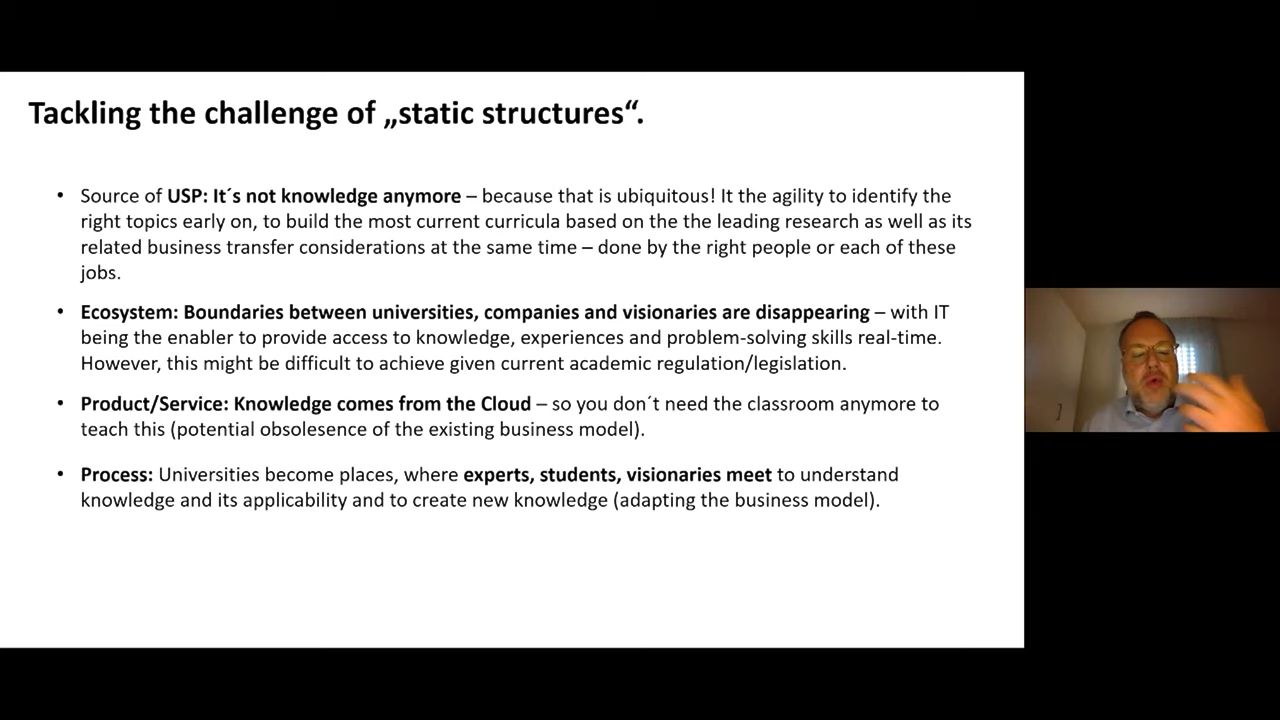 Tackling the challenge of „static structures“.
• Source of USP: It´s not knowledge anymore – because that is ubiquitous! It the agility to identify the
right topics early on, to build the most current curricula based on the the leading research as well as its
related business transfer considerations at the same time – done by the right people or each of these
jobs.
• Ecosystem: Boundaries between universities, companies and visionaries are disappearing – with IT
being the enabler to provide access to knowledge, experiences and problem-solving skills real-time.
However, this might be difficult to achieve given current academic regulation/legislation.
• Product/Service: Knowledge comes from the Cloud – so you don´t need the classroom anymore to
teach this (potential obsolesence of the existing business model).
• Process: Universities become places, where experts, students, visionaries meet to understand
knowledge and its applicability and to create new knowledge (adapting the business model).